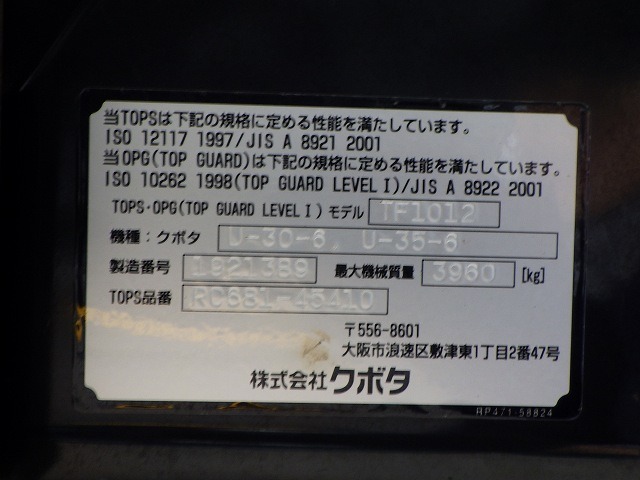 当TOPSは下記の規格に定める性能を満たしています。
ISO 12117 1997/JIS A 8921 2001
当OPG(TOP GUARD)は下記の規格に定める性能を満たしています。
ISO 10262 1998(TOP GUARD LEVEL I)/JIS A 8922 2001
TOPS・OPG(TOP GUARD LEVEL I) モデル TF1012
機種：クボタ U-30-6, U-35-6
製造番号 1921389 最大機械質量 3960 [kg]
TOPS品番 RC681-45410
〒556-8601
大阪市浪速区敷津東1丁目2番47号
株式会社クボタ
RP471-58824